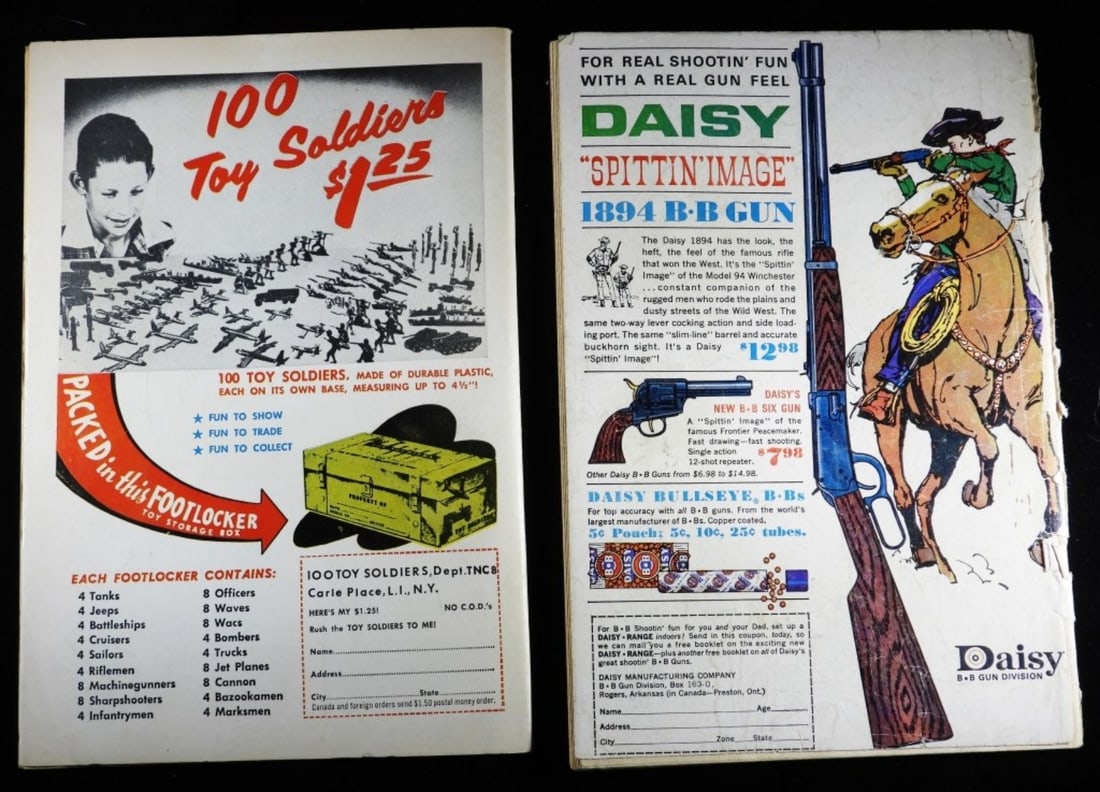 100
Toy Soldiers
$1.25
100 TOY SOLDIERS, MADE OF DURABLE PLASTIC,
EACH ON ITS OWN BASE, MEASURING UP TO 4½"!
★ FUN TO SHOW
★ FUN TO TRADE
★ FUN TO COLLECT
PACKED in this FOOTLOCKER
TOY STORAGE BOX
PROPERTY OF
EACH FOOTLOCKER CONTAINS:
4 Tanks
4 Jeeps
4 Battleships
4 Cruisers
4 Sailors
4 Riflemen
8 Machinegunners
8 Sharpshooters
4 Infantrymen
8 Officers
8 Waves
8 Wacs
4 Bombers
4 Trucks
8 Jet Planes
8 Cannon
4 Bazookamen
4 Marksmen
100 TOY SOLDIERS, Dept. TNC8
Carle Place, L.I., N.Y.
HERE'S MY $1.25! NO C.O.D.'s
Rush the TOY SOLDIERS TO ME!
Name
Address
City State
Canada and foreign orders send $1.50 postal money order.
FOR REAL SHOOTIN' FUN
WITH A REAL GUN FEEL
DAISY
"SPITTIN' IMAGE"
1894 B•B GUN
The Daisy 1894 has the look, the
heft, the feel of the famous rifle
that won the West. It's the "Spittin'
Image" of the Model 94 Winchester
...constant companion of the
rugged men who rode the plains and
dusty streets of the Wild West. The
same two-way lever cocking action and side load-
ing port. The same "slim-line" barrel and accurate
buckhorn sight. It's a Daisy
"Spittin' Image"! $12.98
DAISY'S
NEW B•B SIX GUN
A "Spittin' Image" of the
famous Frontier Peacemaker.
Fast drawing—fast shooting.
Single action
12-shot repeater. $7.98
Other Daisy B•B Guns from $6.98 to $14.98.
DAISY BULLSEYE® B•Bs
For top accuracy with all B•B guns. From the world's
largest manufacturer of B•Bs. Copper coated.
5¢ Pouch; 5¢, 10¢, 25¢ tubes.
For B•B Shootin' fun for you and your Dad, set up a
DAISY•RANGE indoors! Send in this coupon, today, so
we can mail you a free booklet on the exciting new
DAISY•RANGE—plus another free booklet on all of Daisy's
great shootin' B•B Guns.
DAISY MANUFACTURING COMPANY
B•B Gun Division, Box 163-D,
Rogers, Arkansas (in Canada—Preston, Ont.)
Name Age
Address
City Zone State
Daisy
B•B GUN DIVISION